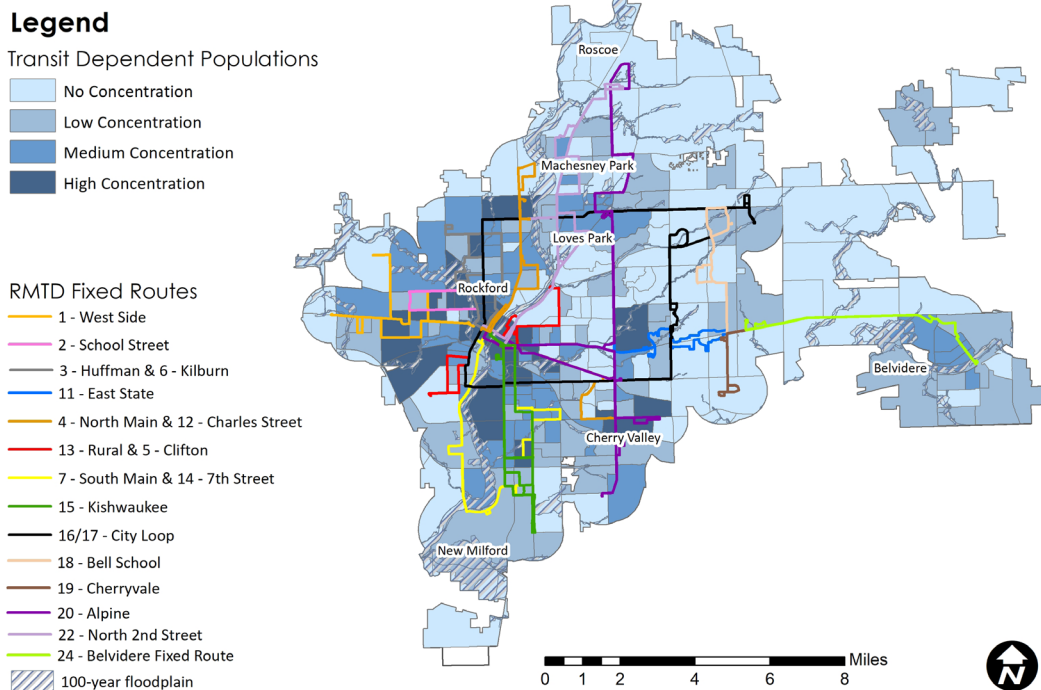 Legend
Transit Dependent Populations
No Concentration
Low Concentration
Medium Concentration
High Concentration
RMTD Fixed Routes
1 - West Side
2 - School Street
3 - Huffman & 6 - Kilburn
11 - East State
4 - North Main & 12 - Charles Street
13 - Rural & 5 - Clifton
7 - South Main & 14 - 7th Street
15 - Kishwaukee
16/17 - City Loop
18 - Bell School
19 - Cherryvale
20 - Alpine
22 - North 2nd Street
24 - Belvidere Fixed Route
100-year floodplain
Roscoe
Machesney Park
Loves Park
Rockford
Belvidere
Cherry Valley
New Milford
Miles
0 1 2 4 6 8
N